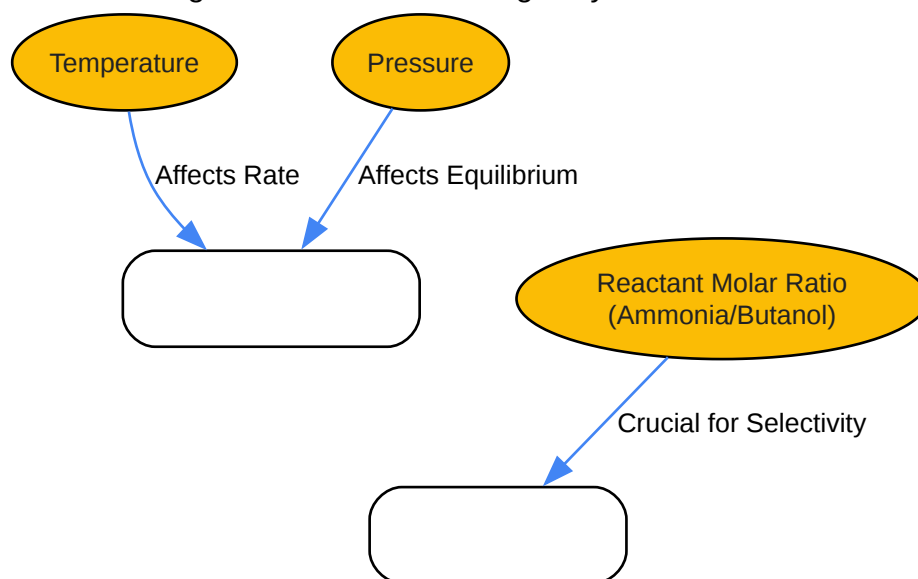 Temperature
Pressure
Affects Rate
Affects Equilibrium
Reactant Molar Ratio
(Ammonia/Butanol)
Crucial for Selectivity